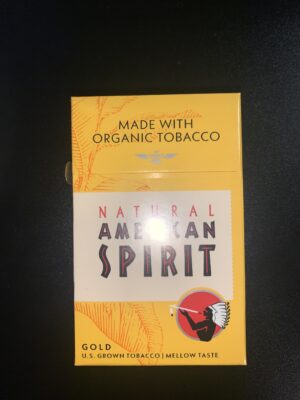 MADE WITH
ORGANIC TOBACCO
NATURAL
AMERICAN
SPIRIT
GOLD
U.S. GROWN TOBACCO | MELLOW TASTE